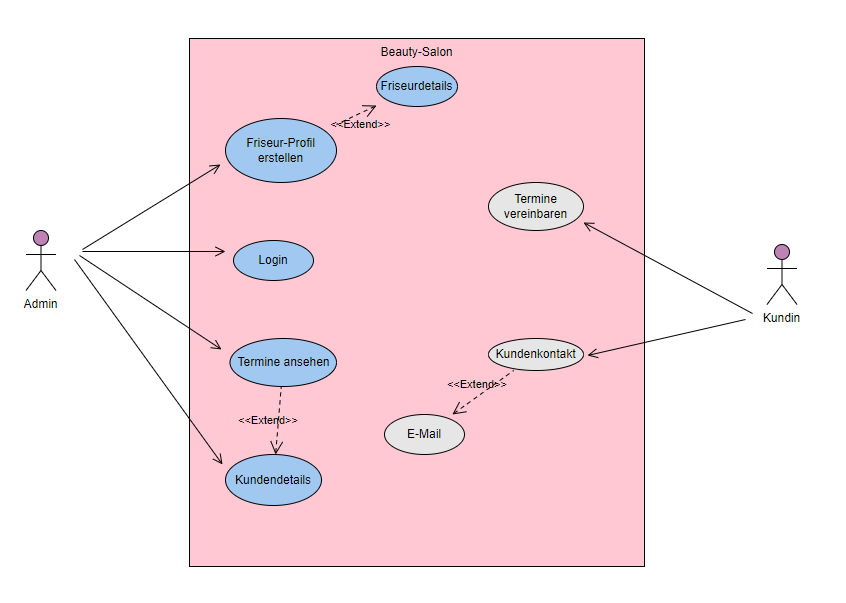 Beauty-Salon
Friseurdetails
<<Extend>>
Friseur-Profil
erstellen
Termine
vereinbaren
Login
Admin
Kundin
Termine ansehen
Kundenkontakt
<<Extend>>
<<Extend>>
E-Mail
Kundendetails